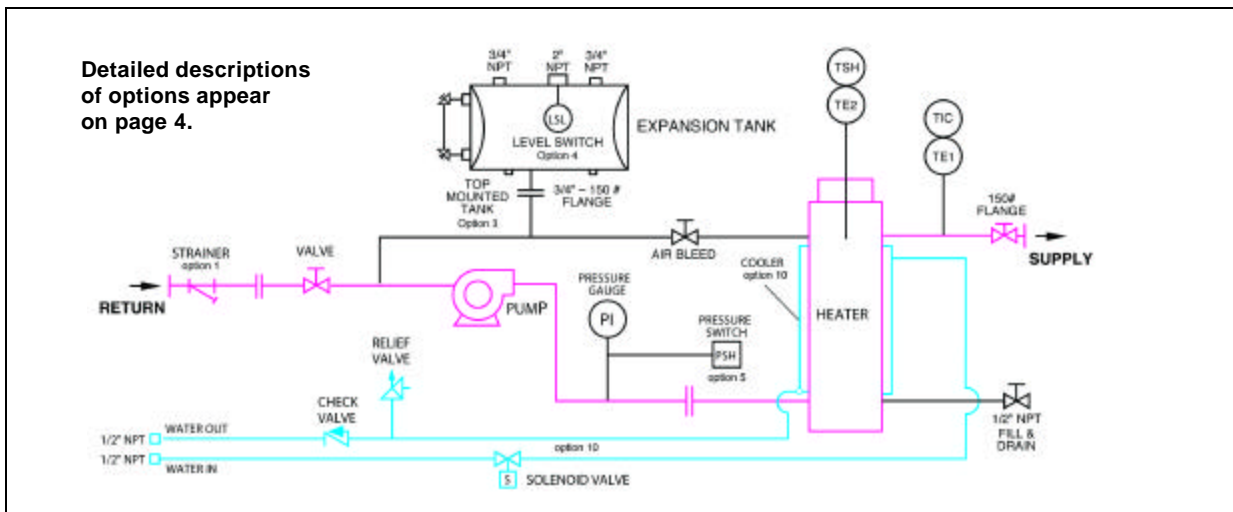 Detailed descriptions
of options appear
on page 4.
3/4"
NPT
2"
NPT
3/4"
NPT
LSL
LEVEL SWITCH
Option 4
EXPANSION TANK
TOP
MOUNTED
TANK
Option 3
3/4" – 150 #
FLANGE
TSH
TE2
TIC
TE1
150#
FLANGE
SUPPLY
STRAINER
option 1
VALVE
RETURN
AIR BLEED
COOLER
option 10
HEATER
PUMP
PRESSURE
GAUGE
PI
PRESSURE
SWITCH
PSH
option 5
RELIEF
VALVE
CHECK
VALVE
1/2" NPT
WATER OUT
1/2" NPT
WATER IN
option 10
S
SOLENOID VALVE
1/2" NPT
FILL &
DRAIN